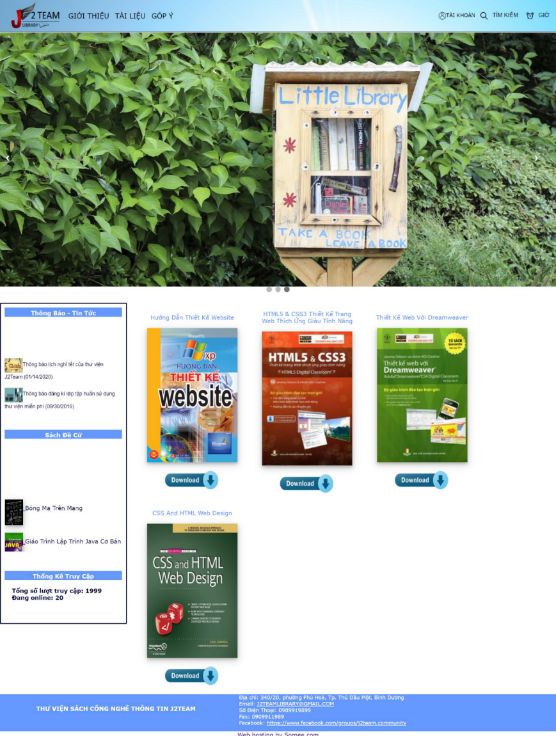 J2 TEAM
LIBRARY
GIỚI THIỆU TÀI LIỆU GÓP Ý
TÀI KHOẢN TÌM KIẾM GIỎ
Little Library
TAKE A BOOK
LEAVE A BOOK
Thông Báo - Tin Tức
Thông báo lịch nghỉ tết của thư viện
J2Team (01/14/2020)
Thông báo đăng kí lớp tập huấn sử dụng
thư viện miễn phí
Sách Đề Cử
Bóng Ma Trên Mạng
Giáo Trình Lập Trình Java Cơ Bản
Thống Kê Truy Cập
Tổng số lượt truy cập: 1999
Đang online: 20
Hướng Dẫn Thiết Kế Website
xp
HƯỚNG DẪN
THIẾT KẾ
website
Download
HTML5 & CSS3 Thiết Kế Trang
Web Thích Ứng Giàu Tính Năng
HTML5 & CSS3
HTML5 Digital Classroom
Download
Thiết Kế Web Với Dreamweaver
TỦ SÁCH
Thiết kế web với
Dreamweaver
Download
CSS And HTML Web Design
CSS and HTML
Web Design
Download
THƯ VIỆN SÁCH CÔNG NGHỆ THÔNG TIN J2TEAM
Địa chỉ: 340/20, phường Phú Hoà, Tp. Thủ Dầu Một, Bình Dương
Email: J2TEAMLIBRARY@GMAIL.COM
Số Điện Thoại: 0909919899
Fax: 0909911989
Facebook: https://www.facebook.com/groups/j2team.community
Web hosting by Somee.com